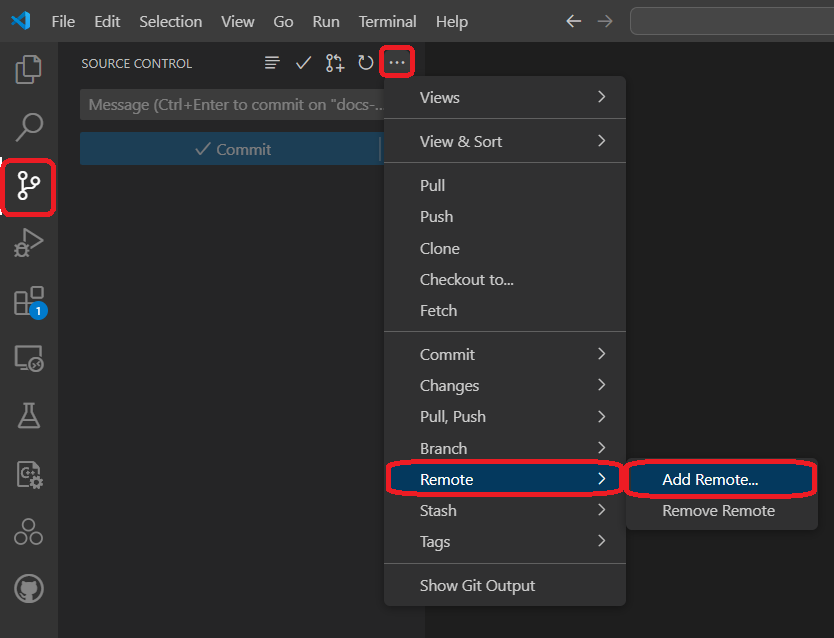 File Edit Selection View Go Run Terminal Help
SOURCE CONTROL
Message (Ctrl+Enter to commit on "docs-...
Commit
1
Views
View & Sort
Pull
Push
Clone
Checkout to...
Fetch
Commit
Changes
Pull, Push
Branch
Remote
Add Remote...
Stash
Remove Remote
Tags
Show Git Output